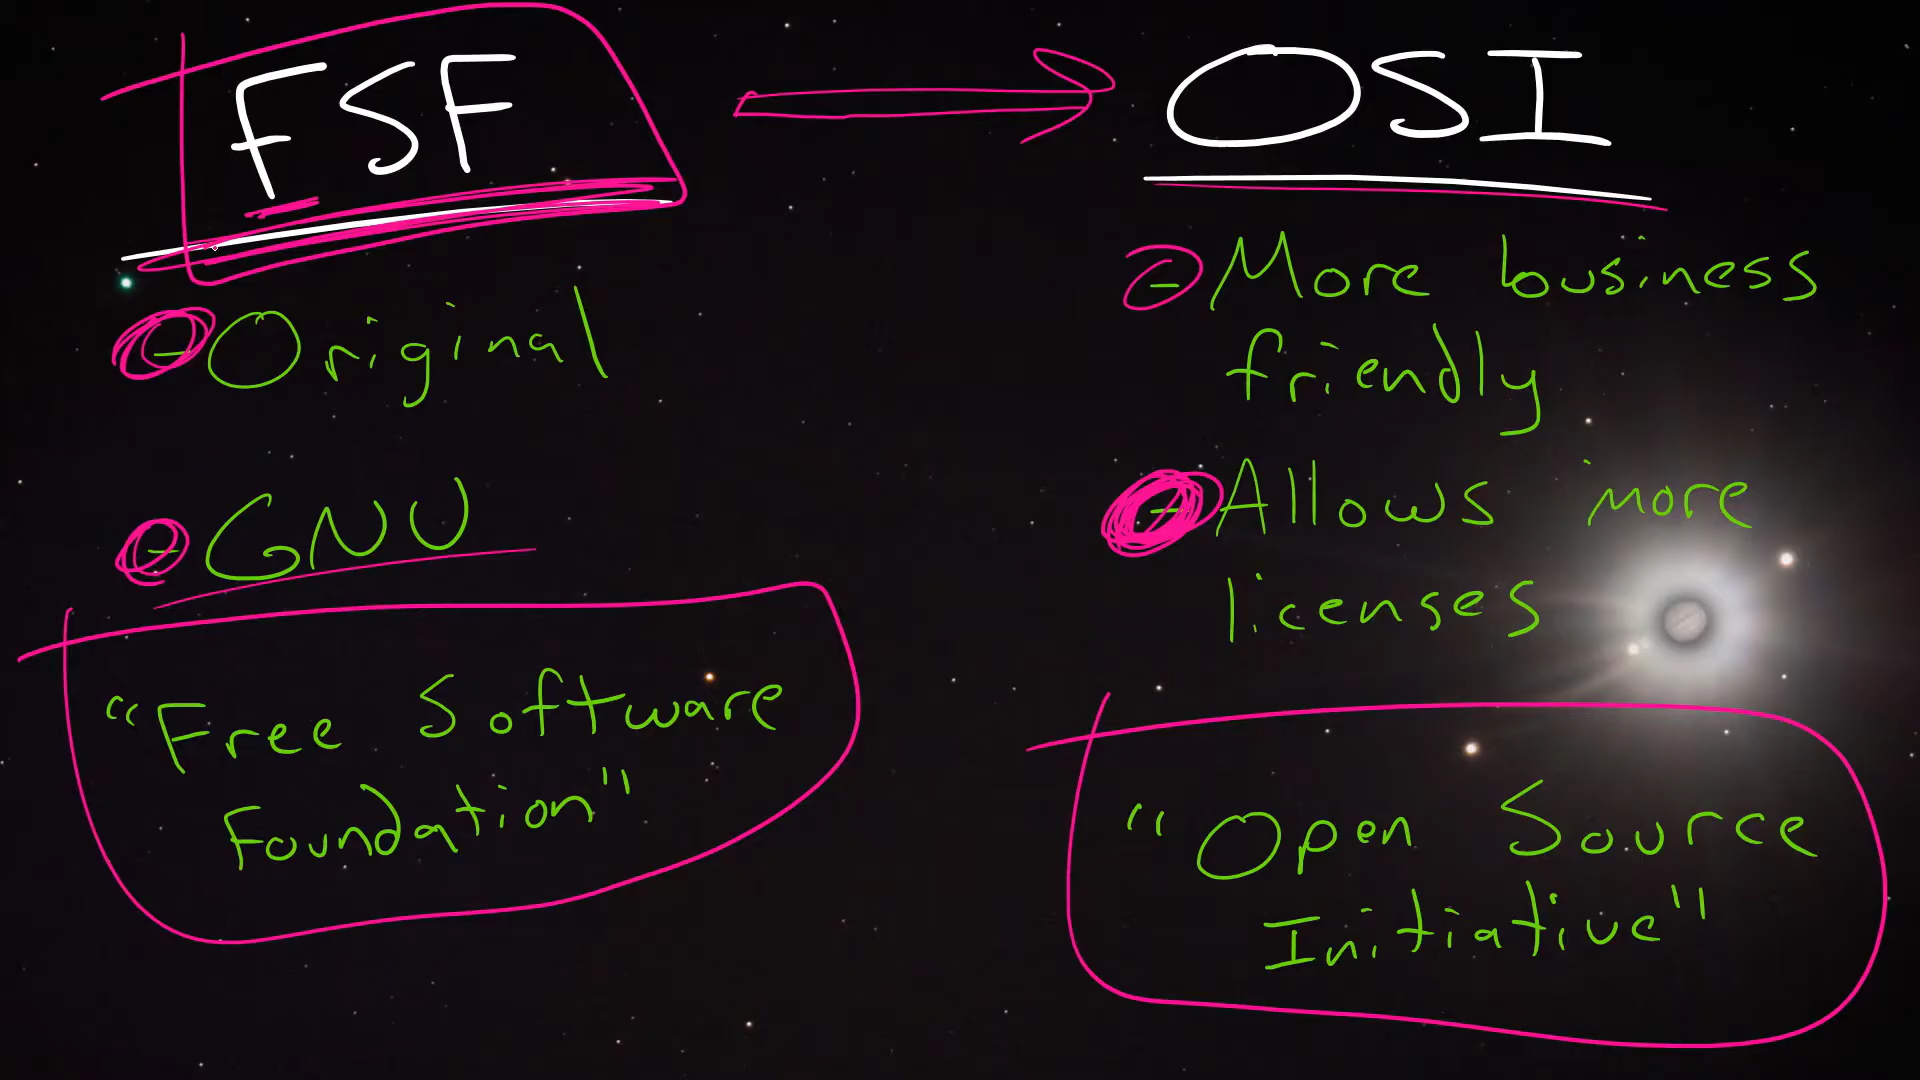 FSF
- Original
- GNU
"Free Software
Foundation"
OSI
- More business
friendly
- Allows more
licenses
"Open Source
Initiative"